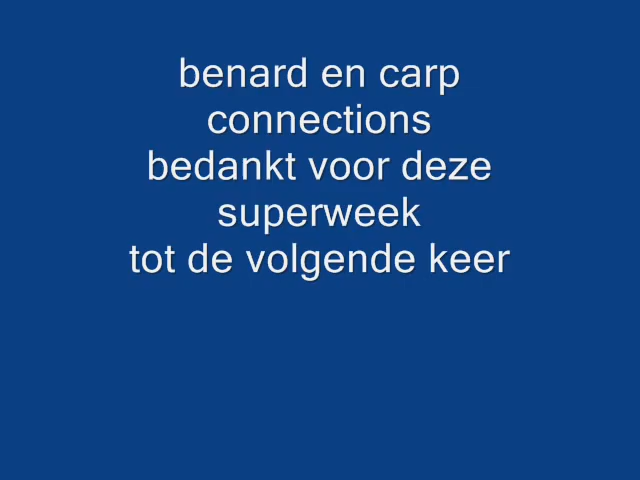 benard en carp
connections
bedankt voor deze
superweek
tot de volgende keer